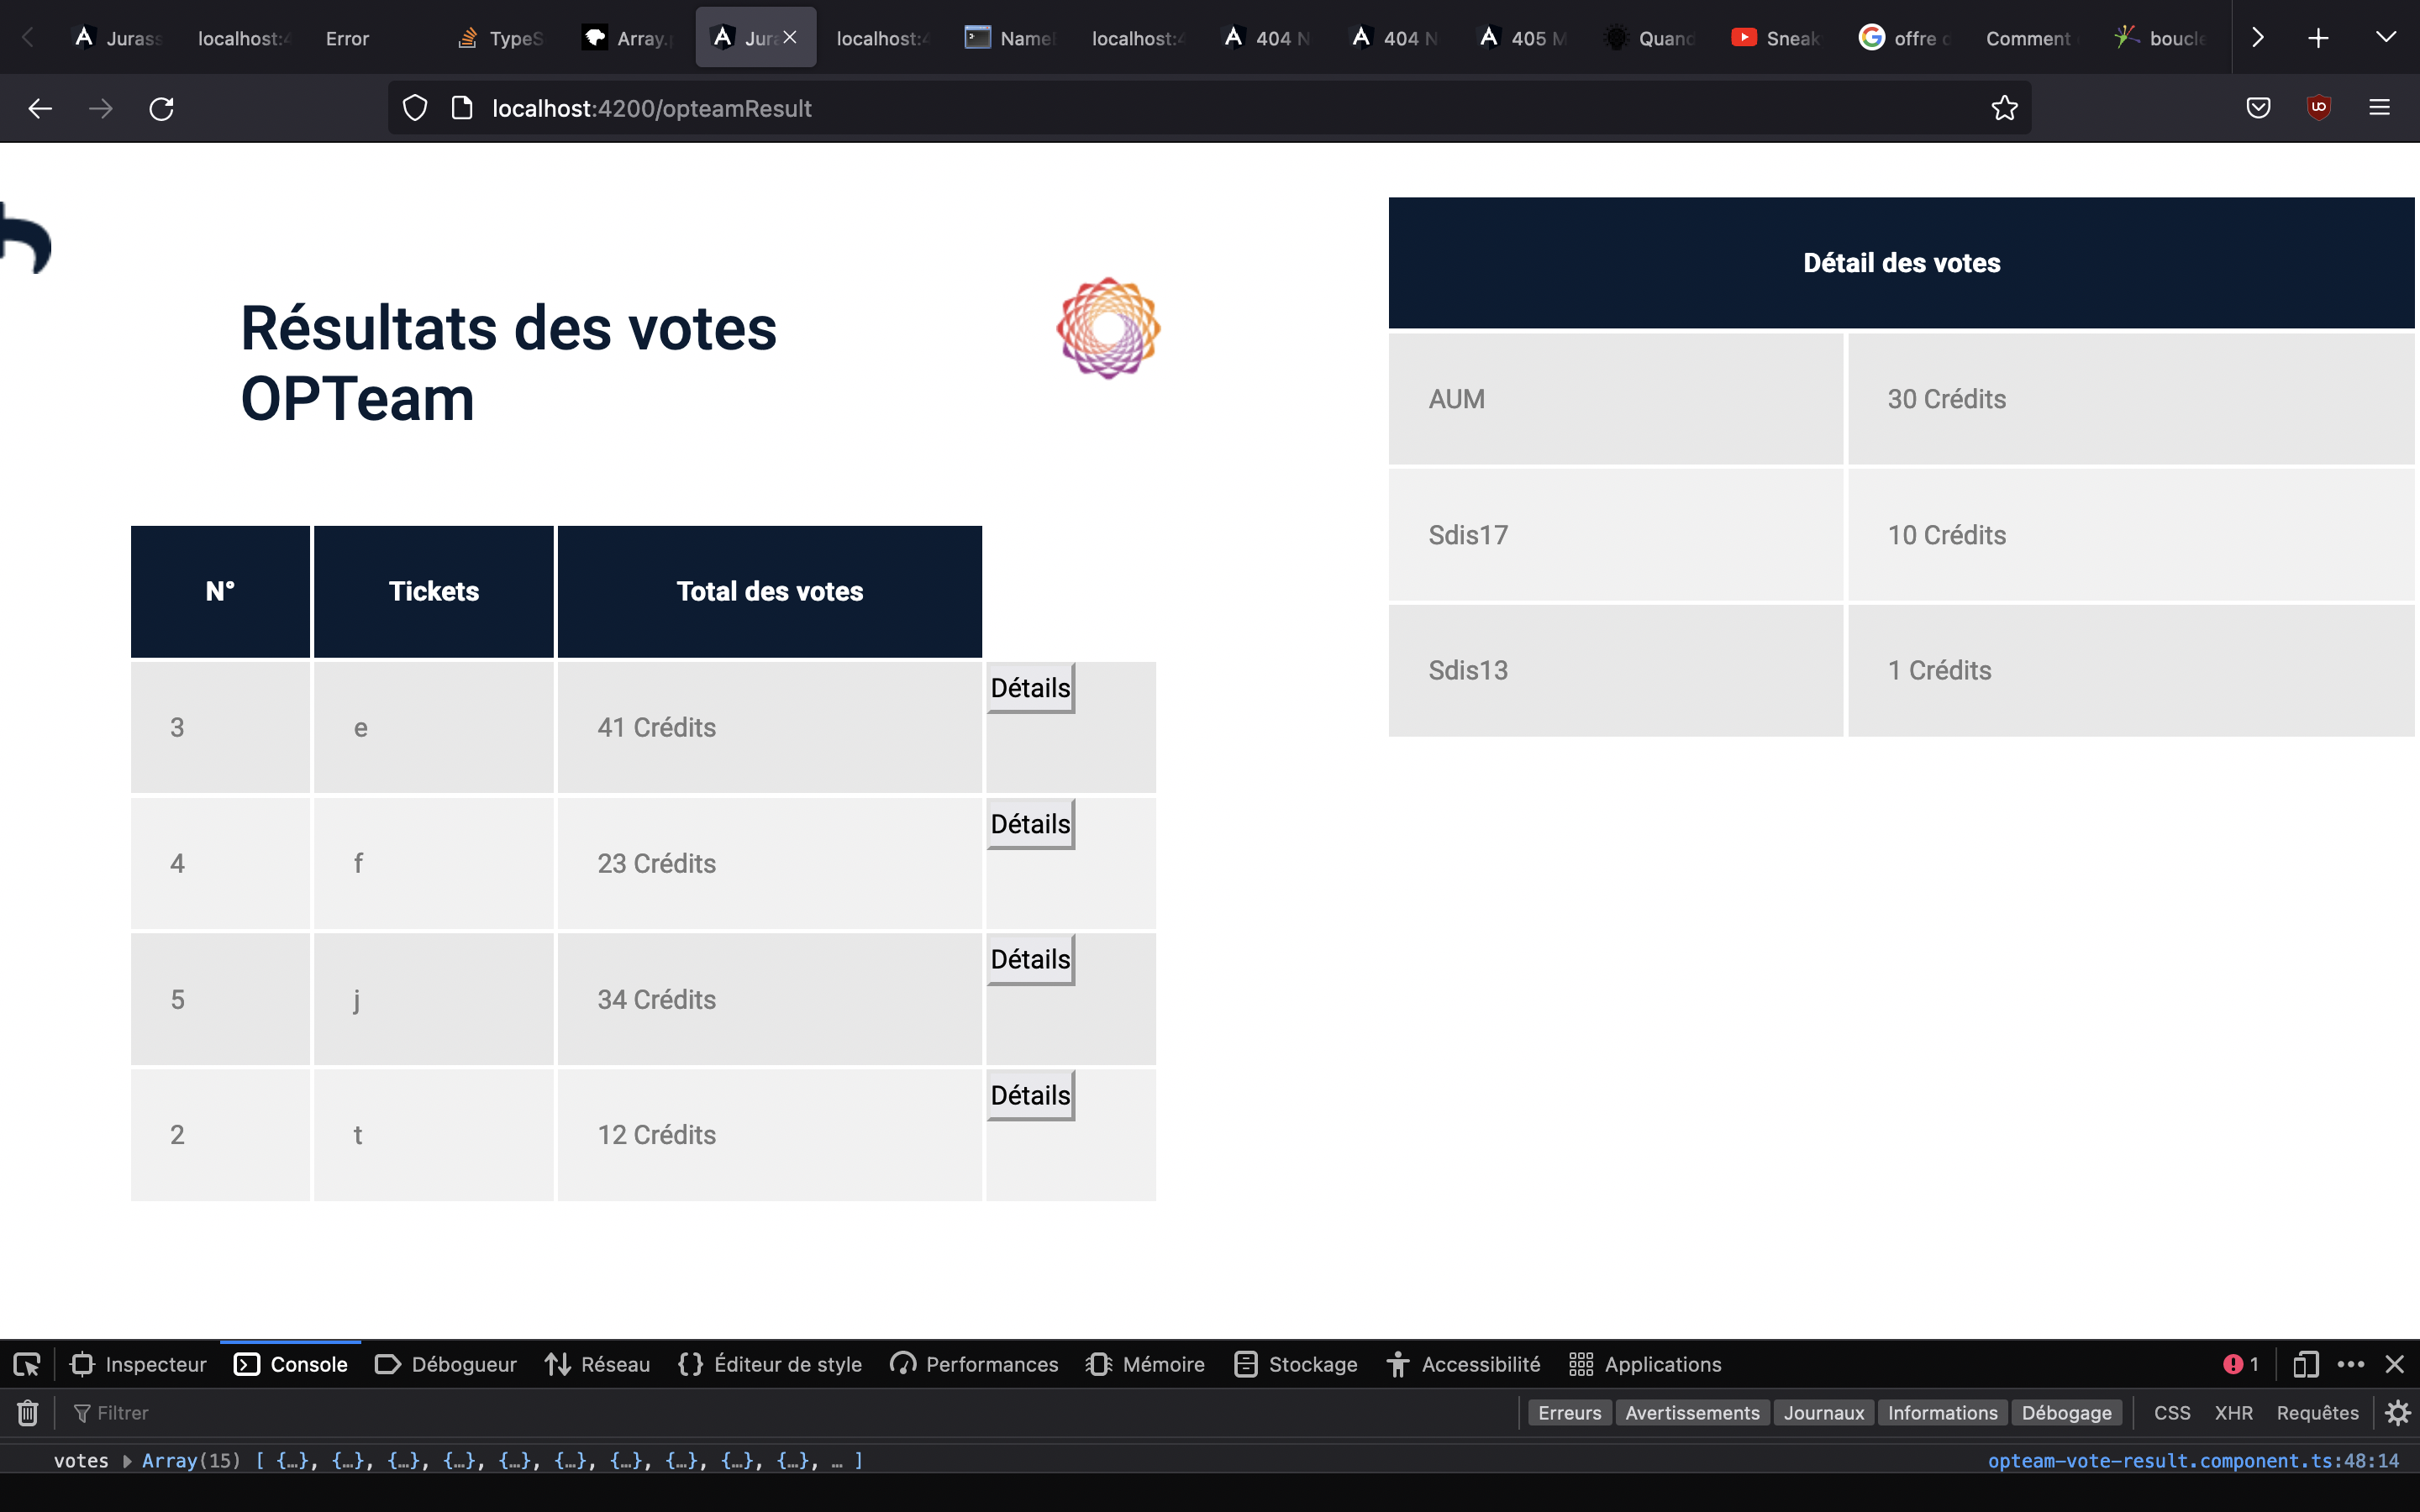 Jurass localhost:4 Error TypeS Array.p Jura localhost:4 Namel localhost:4 404 N 404 N 405 M Quand Sneak offre d Comment boucle
localhost:4200/opteamResult
Résultats des votes
OPTeam
N° Tickets Total des votes
3 e 41 Crédits Détails
4 f 23 Crédits Détails
5 j 34 Crédits Détails
2 t 12 Crédits Détails
Détail des votes
AUM 30 Crédits
Sdis17 10 Crédits
Sdis13 1 Crédits
Inspecteur Console Débogueur Réseau Éditeur de style Performances Mémoire Stockage Accessibilité Applications 1
Filtrer Erreurs Avertissements Journaux Informations Débogage CSS XHR Requêtes
votes Array(15) [ {…}, {…}, {…}, {…}, {…}, {…}, {…}, {…}, {…}, {…}, … ] opteam-vote-result.component.ts:48:14